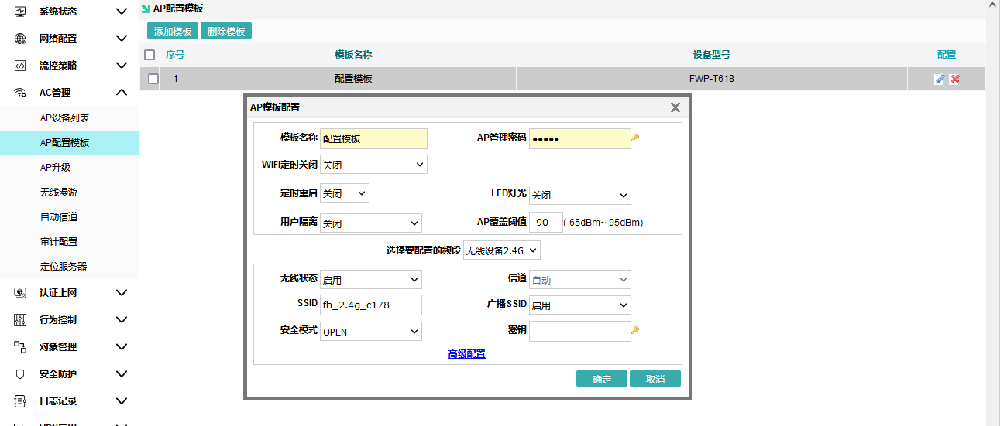 系统状态
网络配置
流控策略
AC管理
AP设备列表
AP配置模板
AP升级
无线漫游
自动信道
审计配置
定位服务器
认证上网
行为控制
对象管理
安全防护
日志记录
AP配置模板
添加模板 删除模板
序号 模板名称 设备型号 配置
1 配置模板 FWP-T618
AP模板配置
模板名称 配置模板 AP管理密码 ●●●●●
WIFI定时关闭 关闭
定时重启 关闭 LED灯光 关闭
用户隔离 关闭 AP覆盖阈值 -90 (-65dBm~-95dBm)
选择要配置的频段 无线设备2.4G
无线状态 启用 信道 自动
SSID fh_2.4g_c178 广播SSID 启用
安全模式 OPEN 密钥
高级配置
确定 取消